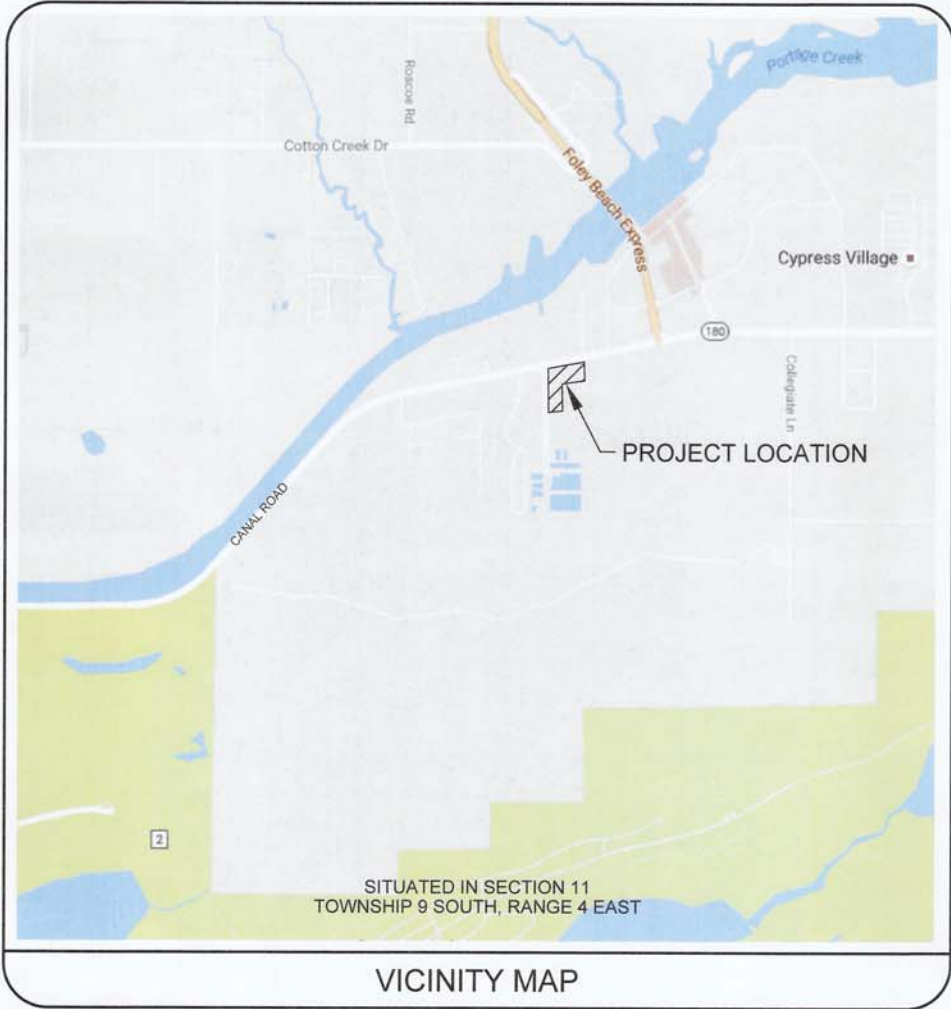 Portage Creek
Roscoe Rd
Cotton Creek Dr
Foley Beach Express
Cypress Village
180
Collegiate Ln
PROJECT LOCATION
CANAL ROAD
2
SITUATED IN SECTION 11
TOWNSHIP 9 SOUTH, RANGE 4 EAST
VICINITY MAP